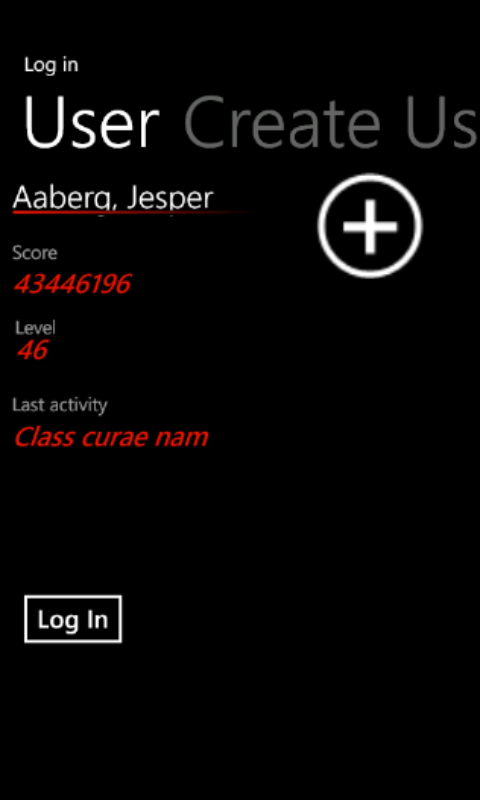 Log in
User Create Us
Aaberg, Jesper
Score
43446196
Level
46
Last activity
Class curae nam
Log In